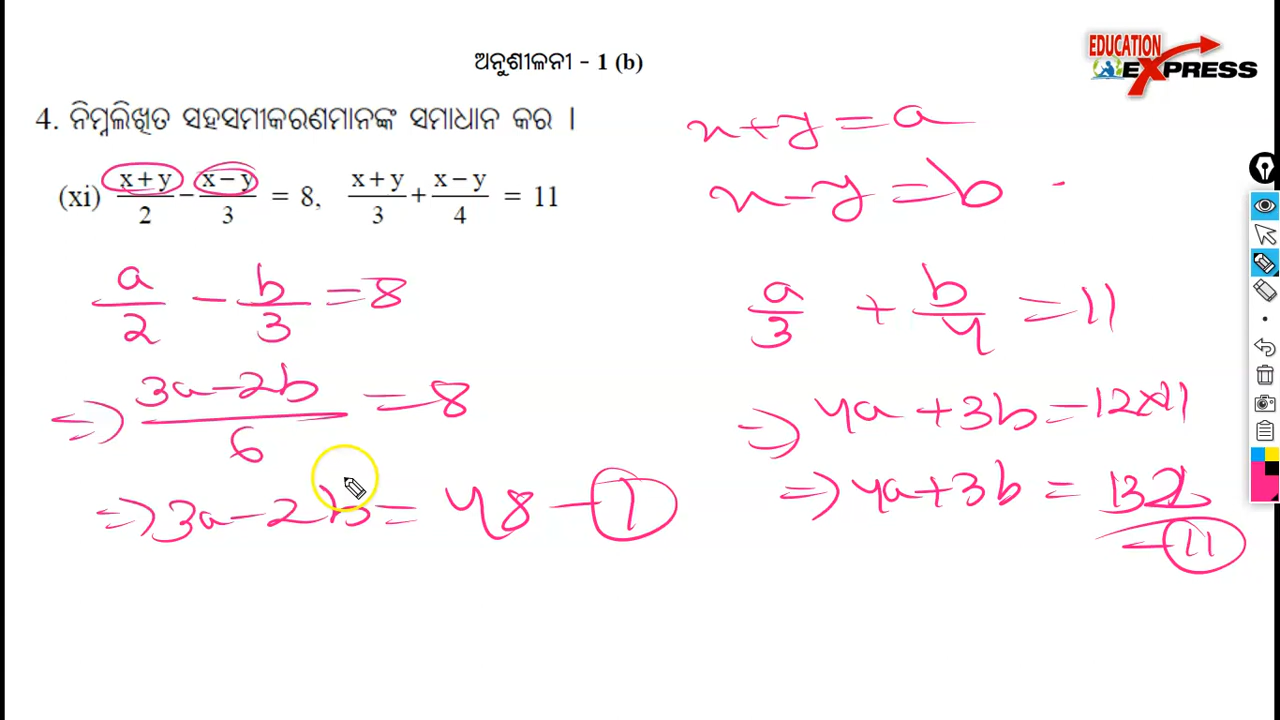 ଅନୁଶୀଳନୀ - 1 (b)
EDUCATION
EXPRESS
4. ନିମ୍ନଲିଖିତ ସହସମୀକରଣମାନଙ୍କ ସମାଧାନ କର ।
x+y=a
(xi) (x+y)/2 − (x−y)/3 = 8, (x+y)/3 + (x−y)/4 = 11
x−y=b
a/2 − b/3 = 8
a/3 + b/4 = 11
⇒ (3a−2b)/6 = 8
⇒ 4a+3b=12×11
⇒ 3a−2b = 48 − 1
⇒ 4a+3b = 132
− 11